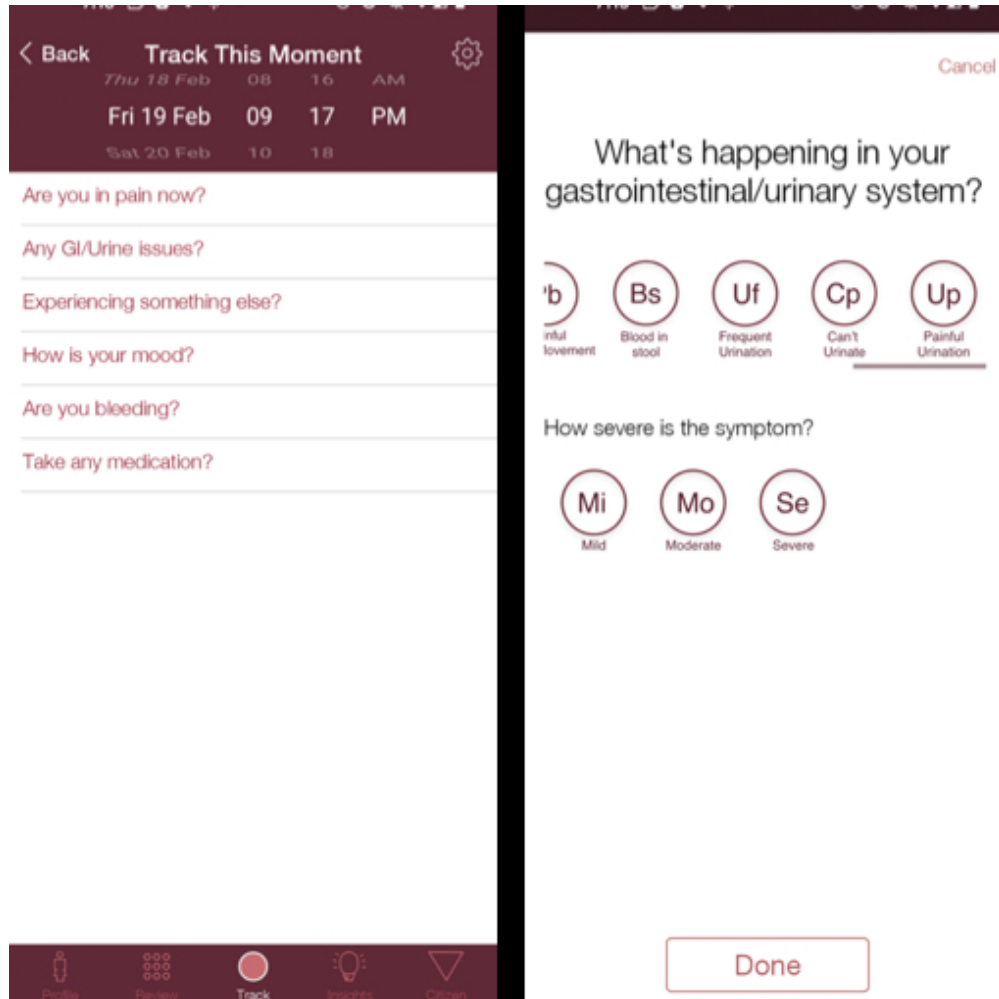 Back
Track This Moment
Thu 18 Feb 08 16 AM
Fri 19 Feb 09 17 PM
Sat 20 Feb 10 18
Are you in pain now?
Any GI/Urine issues?
Experiencing something else?
How is your mood?
Are you bleeding?
Take any medication?
Profile Review Track Insights Citizen
Cancel
What's happening in your
gastrointestinal/urinary system?
Bs Uf Cp Up
Blood in Frequent Can't Painful
stool Urination Urinate Urination
How severe is the symptom?
Mi Mo Se
Mild Moderate Severe
Done